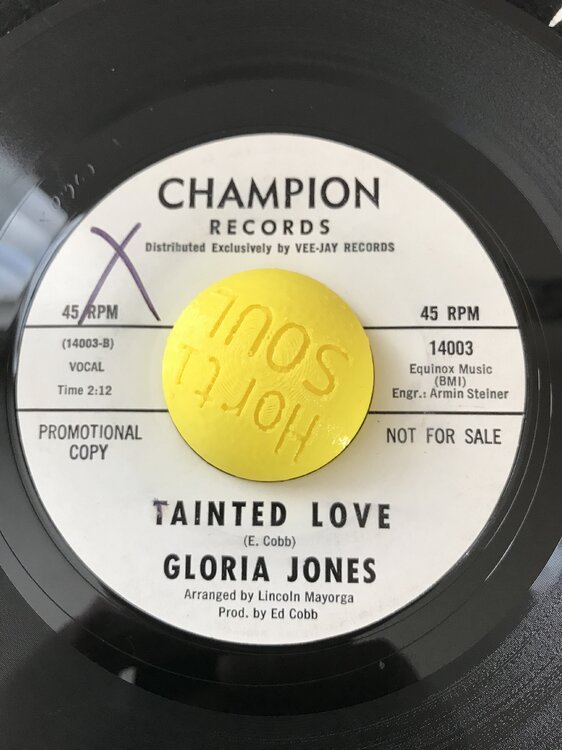 CHAMPION
RECORDS
Distributed Exclusively by VEE-JAY RECORDS
X
45 RPM
45 RPM
(14003-B)
VOCAL
Time 2:12
14003
Equinox Music
(BMI)
Engr.: Armin Steiner
Horti
SOUL
PROMOTIONAL
COPY
NOT FOR SALE
TAINTED LOVE
(E. Cobb)
GLORIA JONES
Arranged by Lincoln Mayorga
Prod. by Ed Cobb